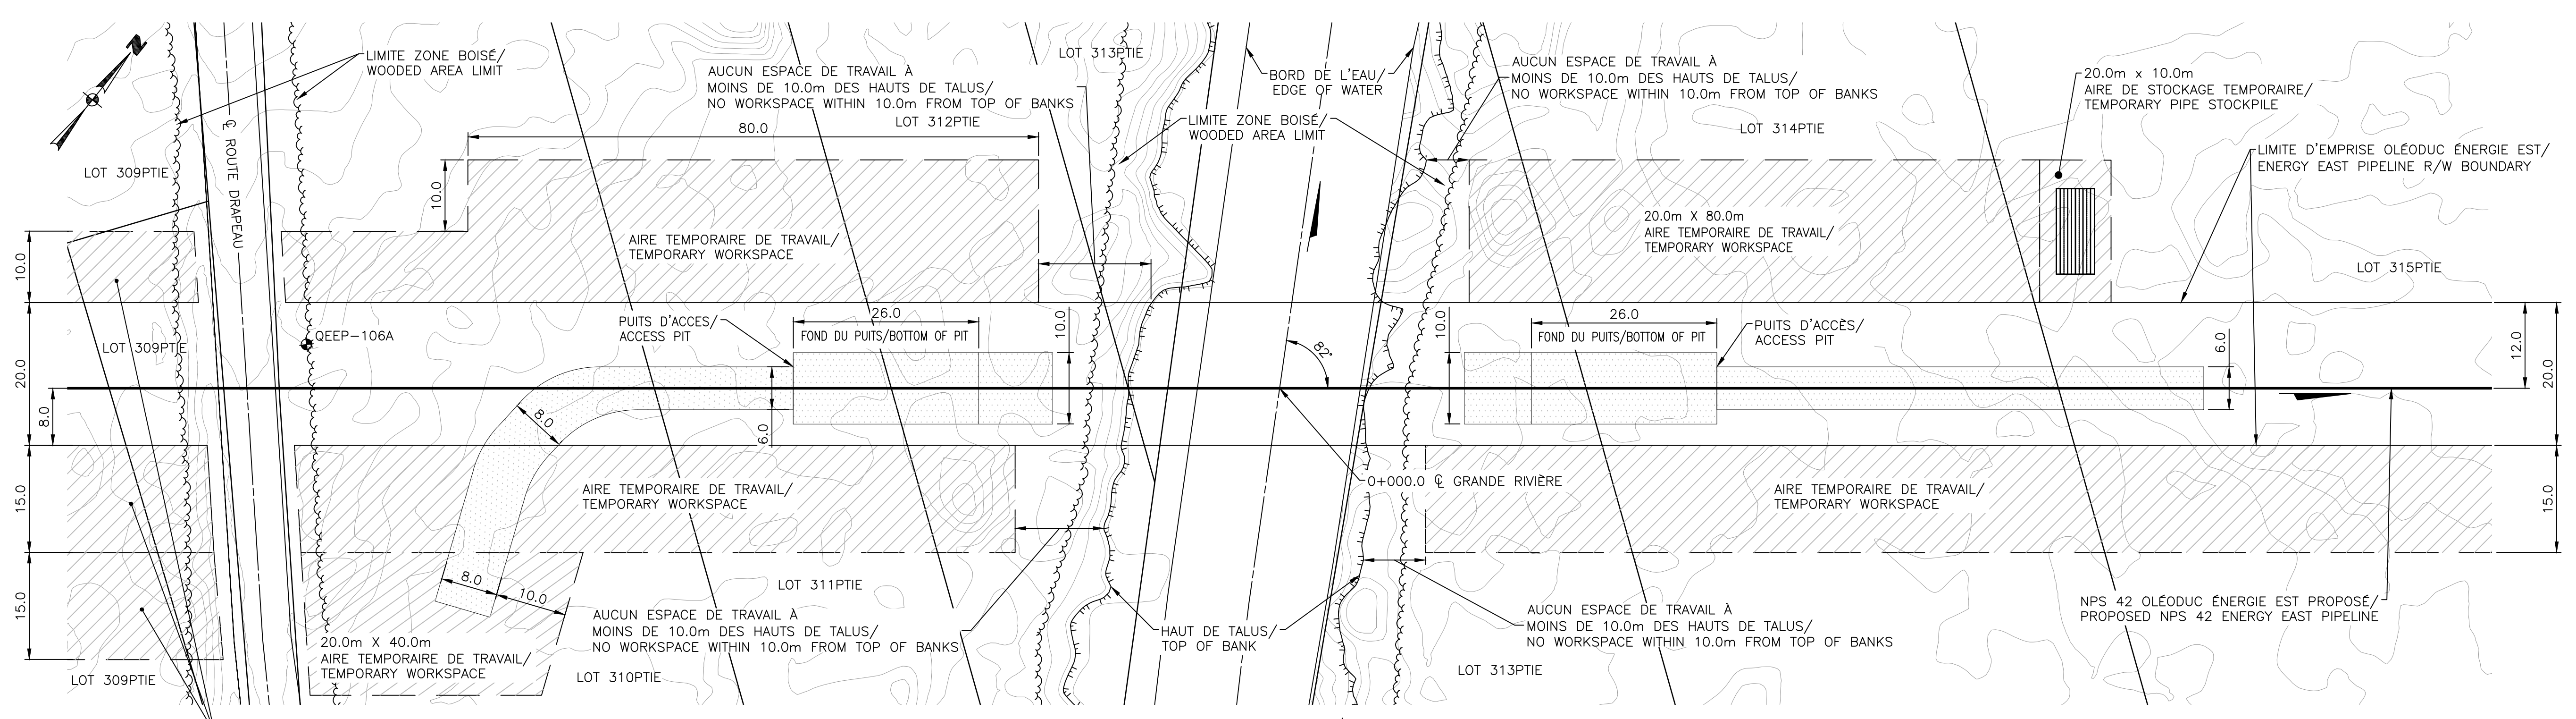 N
LIMITE ZONE BOISÉ/
WOODED AREA LIMIT
℄ ROUTE DRAPEAU
LOT 309PTIE
AUCUN ESPACE DE TRAVAIL À
MOINS DE 10.0m DES HAUTS DE TALUS/
NO WORKSPACE WITHIN 10.0m FROM TOP OF BANKS
LOT 312PTIE
80.0
10.0
LOT 313PTIE
BORD DE L'EAU/
EDGE OF WATER
LIMITE ZONE BOISÉ/
WOODED AREA LIMIT
AUCUN ESPACE DE TRAVAIL À
MOINS DE 10.0m DES HAUTS DE TALUS/
NO WORKSPACE WITHIN 10.0m FROM TOP OF BANKS
LOT 314PTIE
20.0m x 10.0m
AIRE DE STOCKAGE TEMPORAIRE/
TEMPORARY PIPE STOCKPILE
LIMITE D'EMPRISE OLÉODUC ÉNERGIE EST/
ENERGY EAST PIPELINE R/W BOUNDARY
20.0m X 80.0m
AIRE TEMPORAIRE DE TRAVAIL/
TEMPORARY WORKSPACE
LOT 315PTIE
AIRE TEMPORAIRE DE TRAVAIL/
TEMPORARY WORKSPACE
10.0
20.0
8.0
15.0
15.0
LOT 309PTIE
QEEP-106A
PUITS D'ACCES/
ACCESS PIT
26.0
FOND DU PUITS/BOTTOM OF PIT
10.0
6.0
8.0
82°
10.0
26.0
FOND DU PUITS/BOTTOM OF PIT
PUITS D'ACCÈS/
ACCESS PIT
6.0
12.0
20.0
15.0
0+000.0 ℄ GRANDE RIVIÈRE
AIRE TEMPORAIRE DE TRAVAIL/
TEMPORARY WORKSPACE
AIRE TEMPORAIRE DE TRAVAIL/
TEMPORARY WORKSPACE
8.0
10.0
LOT 311PTIE
AUCUN ESPACE DE TRAVAIL À
MOINS DE 10.0m DES HAUTS DE TALUS/
NO WORKSPACE WITHIN 10.0m FROM TOP OF BANKS
LOT 310PTIE
20.0m X 40.0m
AIRE TEMPORAIRE DE TRAVAIL/
TEMPORARY WORKSPACE
LOT 309PTIE
HAUT DE TALUS/
TOP OF BANK
AUCUN ESPACE DE TRAVAIL À
MOINS DE 10.0m DES HAUTS DE TALUS/
NO WORKSPACE WITHIN 10.0m FROM TOP OF BANKS
LOT 313PTIE
NPS 42 OLÉODUC ÉNERGIE EST PROPOSÉ/
PROPOSED NPS 42 ENERGY EAST PIPELINE